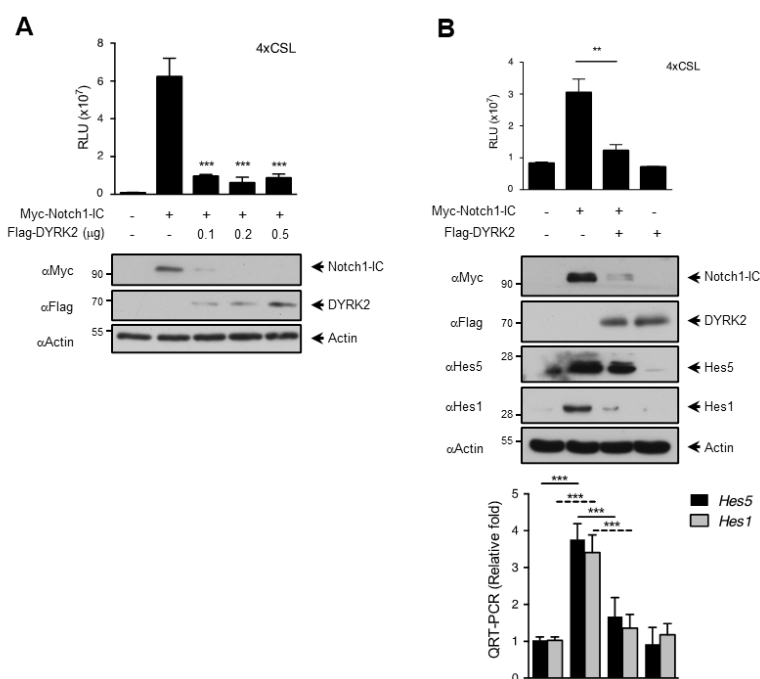 A
4xCSL
RLU (x10⁷)
8
6
4
2
0
Myc-Notch1-IC - + + + +
Flag-DYRK2 (µg) - - 0.1 0.2 0.5
*** *** ***
αMyc 90 Notch1-IC
αFlag 70 DYRK2
αActin 55 Actin
B
4xCSL
RLU (x10⁷)
4
3
2
1
0
**
Myc-Notch1-IC - + + -
Flag-DYRK2 - - + +
αMyc 90 Notch1-IC
αFlag 70 DYRK2
28
αHes5 Hes5
αHes1 28 Hes1
αActin 55 Actin
QRT-PCR (Relative fold)
5
4
3
2
1
0
***
***
***
***
Hes5
Hes1